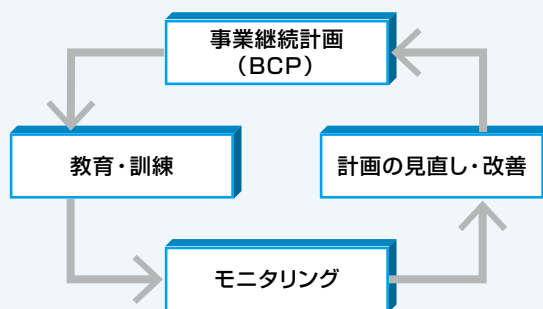 事業継続計画
（BCP）
教育・訓練
計画の見直し・改善
モニタリング